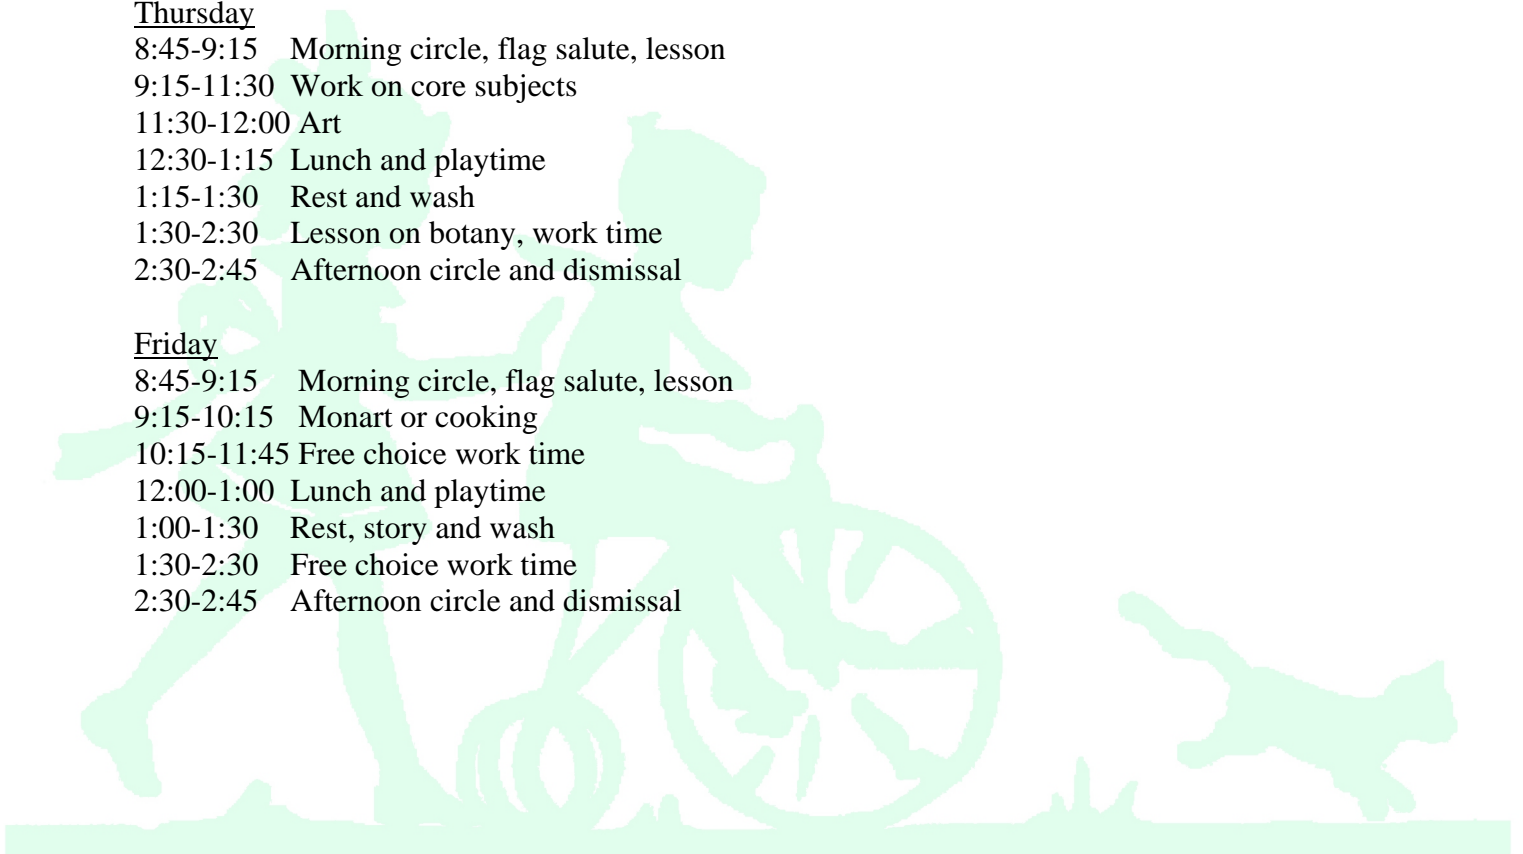 Thursday
8:45-9:15 Morning circle, flag salute, lesson
9:15-11:30 Work on core subjects
11:30-12:00 Art
12:30-1:15 Lunch and playtime
1:15-1:30 Rest and wash
1:30-2:30 Lesson on botany, work time
2:30-2:45 Afternoon circle and dismissal
Friday
8:45-9:15 Morning circle, flag salute, lesson
9:15-10:15 Monart or cooking
10:15-11:45 Free choice work time
12:00-1:00 Lunch and playtime
1:00-1:30 Rest, story and wash
1:30-2:30 Free choice work time
2:30-2:45 Afternoon circle and dismissal